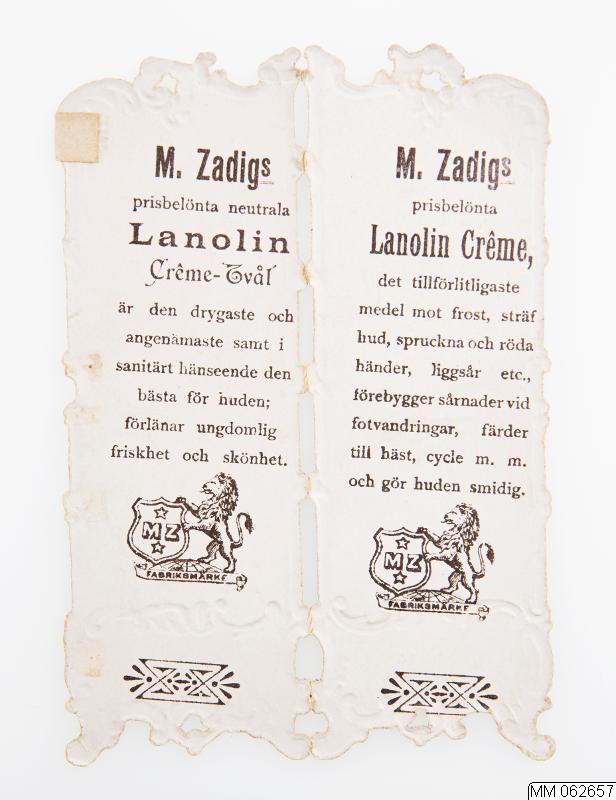 M. Zadigs
prisbelönta neutrala
Lanolin
Crême-Tvål
är den drygaste och
angenämaste samt i
sanitärt hänseende den
bästa för huden;
förlänar ungdomlig
friskhet och skönhet.
MZ
FABRIKSMÄRKE
M. Zadigs
prisbelönta
Lanolin Crême,
det tillförlitligaste
medel mot frost, sträf
hud, spruckna och röda
händer, liggsår etc.,
förebygger sårnader vid
fotvandringar, färder
till häst, cycle m. m.
och gör huden smidig.
MZ
FABRIKSMÄRKE
MM 062657